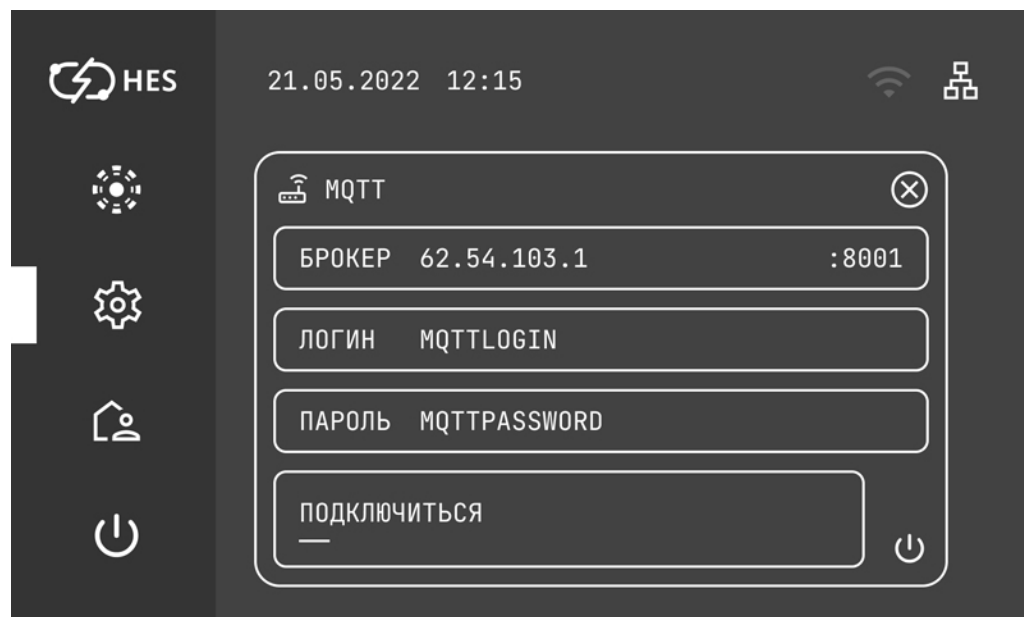 HES
21.05.2022 12:15
MQTT
БРОКЕР 62.54.103.1 :8001
ЛОГИН MQTTLOGIN
ПАРОЛЬ MQTTPASSWORD
ПОДКЛЮЧИТЬСЯ